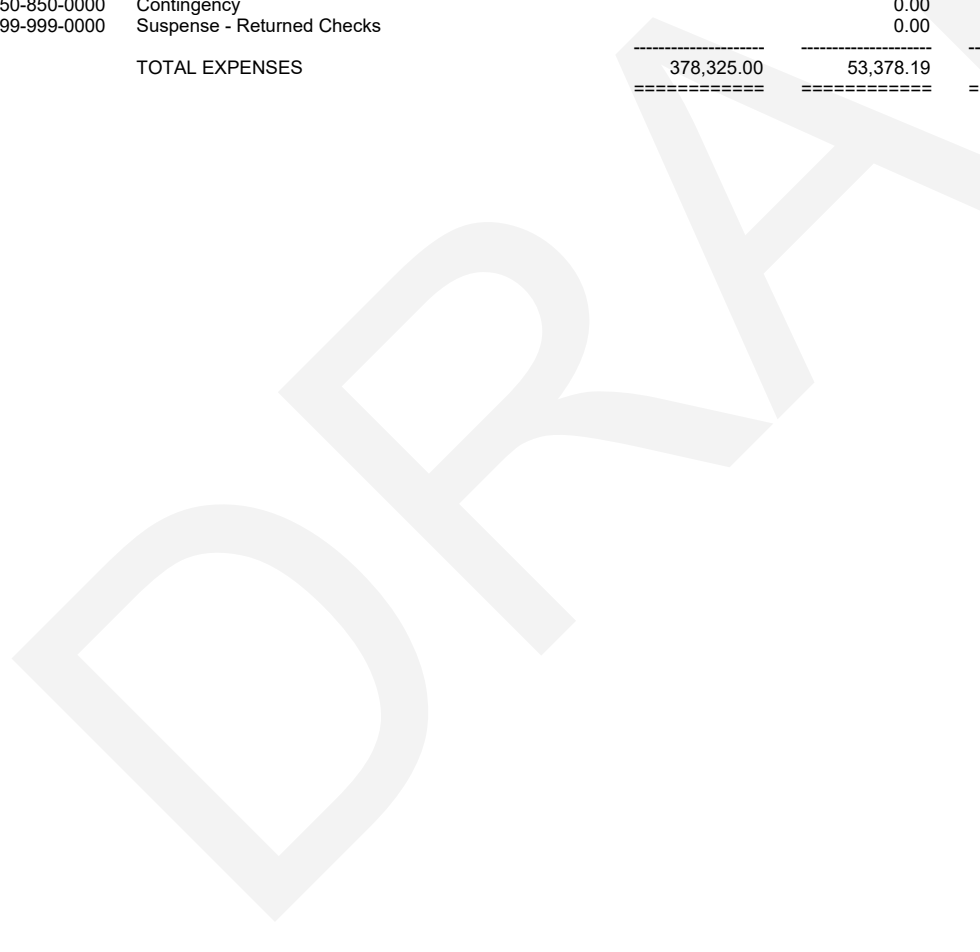 50-850-0000 Contingency 0.00
99-999-0000 Suspense - Returned Checks 0.00
--------------------- --------------------- --
TOTAL EXPENSES 378,325.00 53,378.19
============ ============ =
DRA